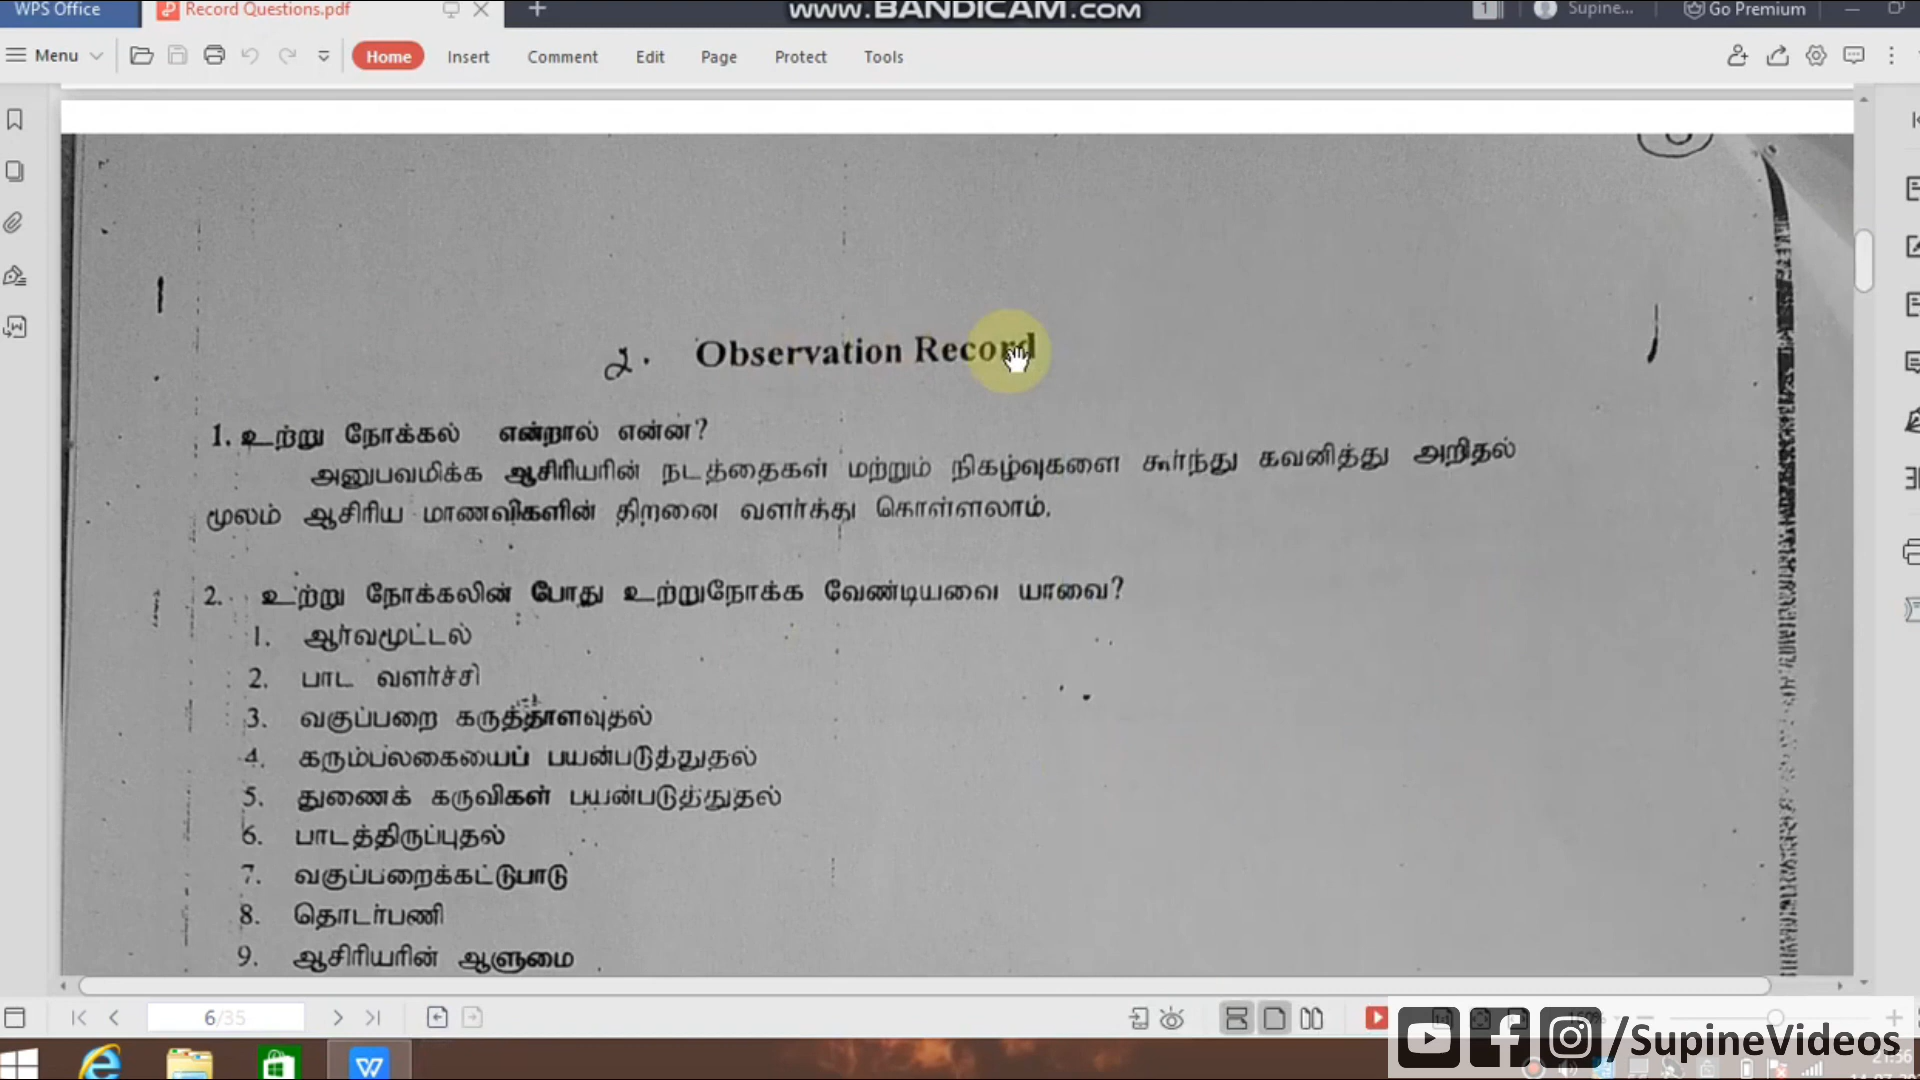 WPS Office
Record Questions.pdf
www.BANDICAM.com
1
Supine...
Go Premium
Menu
Home
Insert
Comment
Edit
Page
Protect
Tools
2. Observation Record
1. உற்று நோக்கல் என்றால் என்ன?
அனுபவமிக்க ஆசிரியரின் நடத்தைகள் மற்றும் நிகழ்வுகளை கூர்ந்து கவனித்து அறிதல்
மூலம் ஆசிரிய மாணவிகளின் திறனை வளர்த்து கொள்ளலாம்.
2. உற்று நோக்கலின் போது உற்றுநோக்க வேண்டியவை யாவை?
1. ஆர்வமூட்டல்
2. பாட வளர்ச்சி
3. வகுப்பறை கருத்தாளவுதல்
4. கரும்பலகையைப் பயன்படுத்துதல்
5. துணைக் கருவிகள் பயன்படுத்துதல்
6. பாடத்திருப்புதல்
7. வகுப்பறைக்கட்டுபாடு
8. தொடர்பணி
9. ஆசிரியரின் ஆளுமை
6/35
/SupineVideos